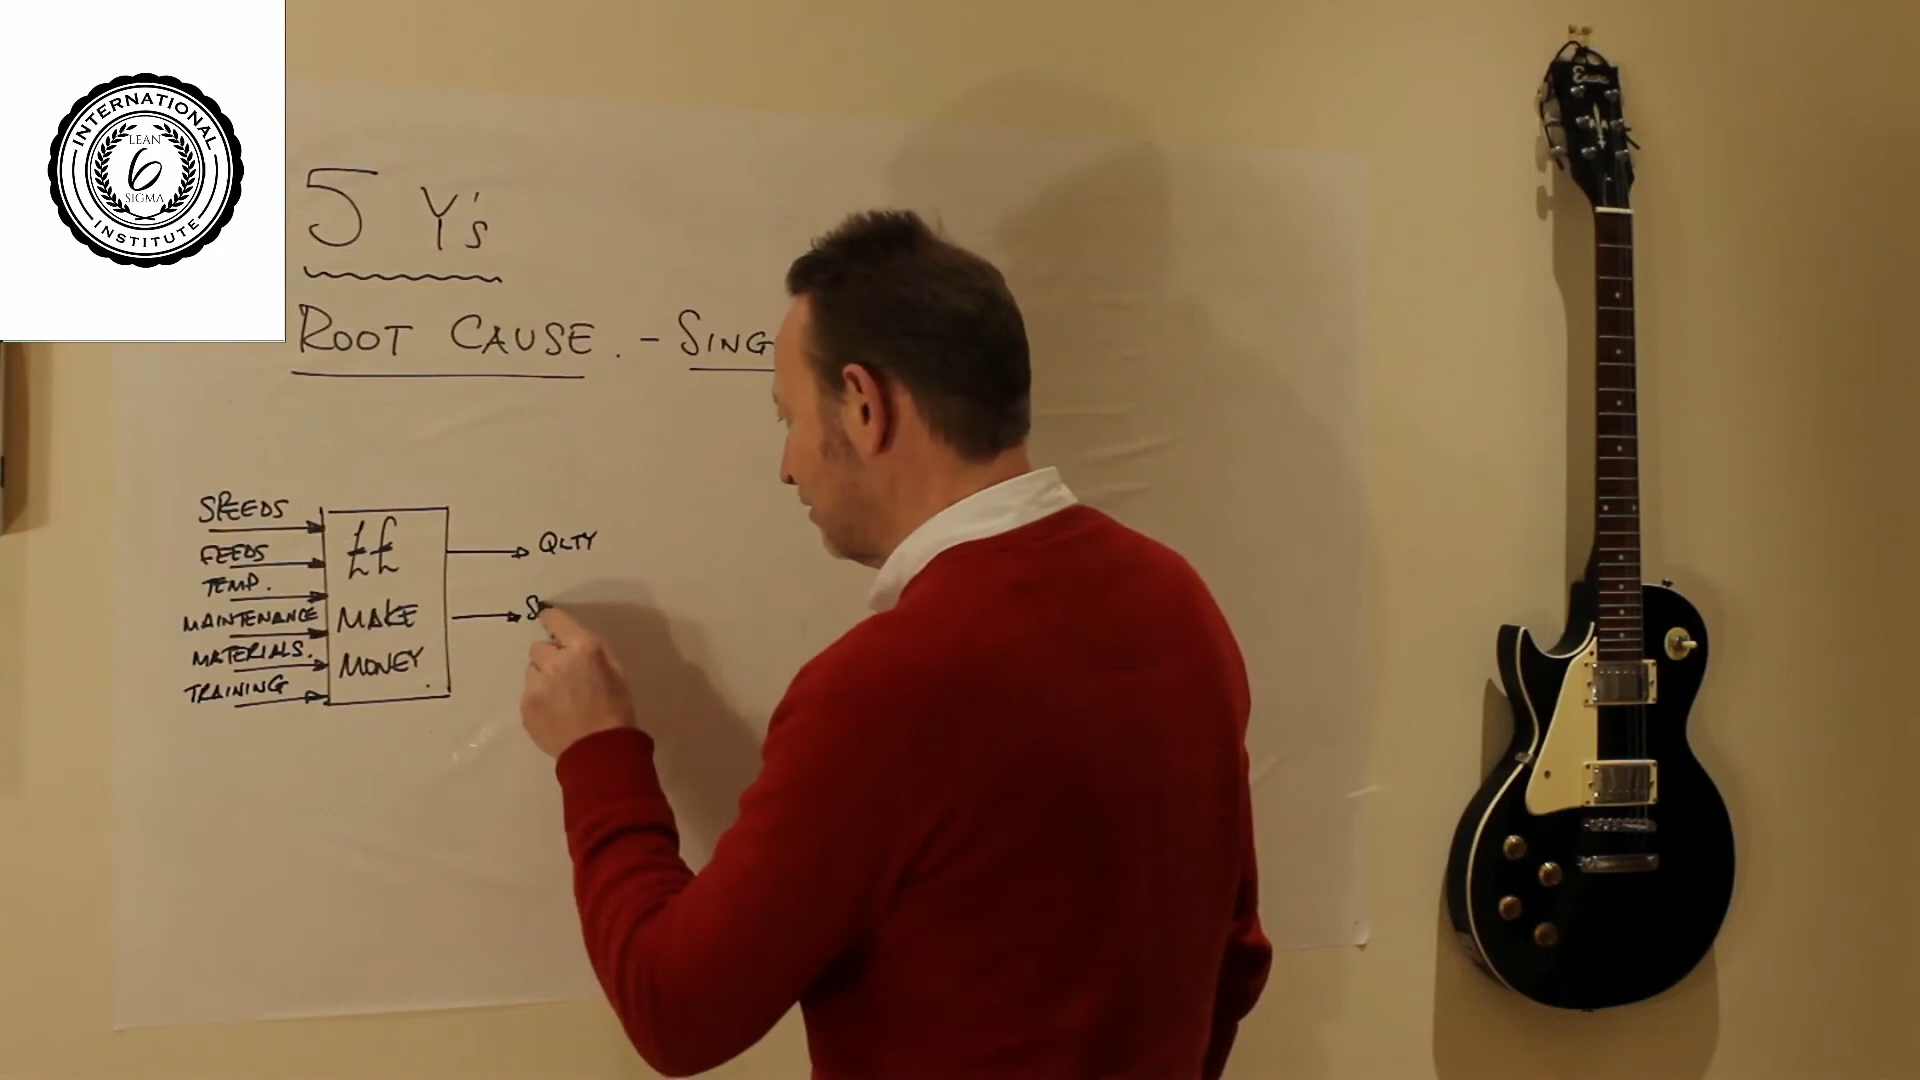 INTERNATIONAL
LEAN
6
SIGMA
INSTITUTE
5 Y's
ROOT CAUSE. - SING
SPEEDS
FEEDS
TEMP.
MAINTENANCE
MATERIALS.
TRAINING
££
MAKE
MONEY
QLTY
S